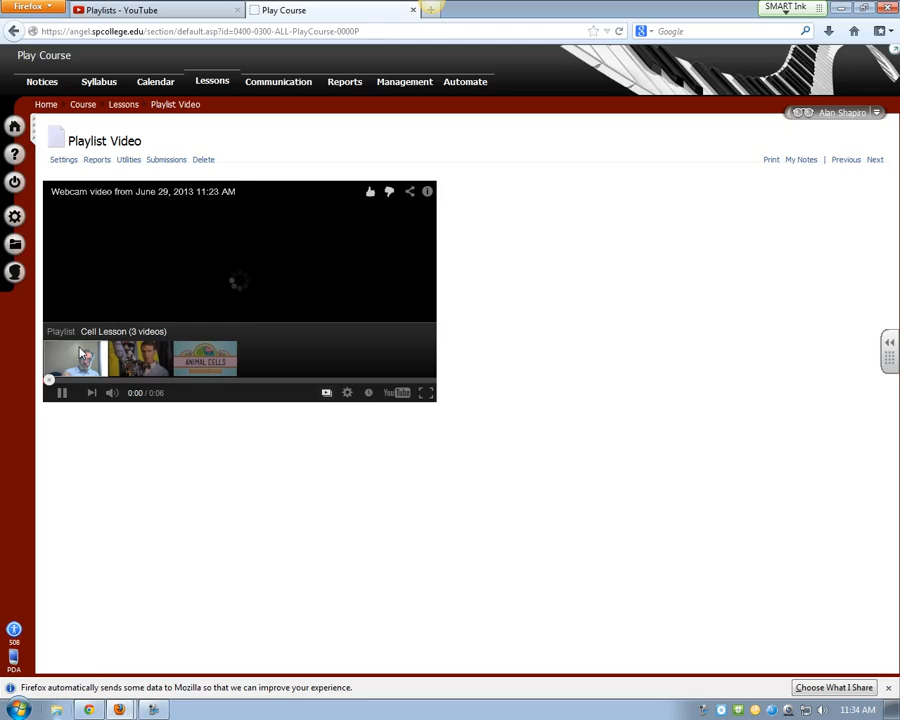 Firefox
Playlists - YouTube
Play Course
SMART Ink
https://angel.spcollege.edu/section/default.asp?id=0400-0300-ALL-PlayCourse-0000P
Google
Play Course
Notices Syllabus Calendar Lessons Communication Reports Management Automate
Home Course Lessons Playlist Video
Alan Shapiro
Playlist Video
Settings Reports Utilities Submissions Delete
Print My Notes | Previous Next
Webcam video from June 29, 2013 11:23 AM
Playlist Cell Lesson (3 videos)
ANIMAL CELLS
0:00 / 0:06
YouTube
508
PDA
Firefox automatically sends some data to Mozilla so that we can improve your experience.
Choose What I Share
11:34 AM